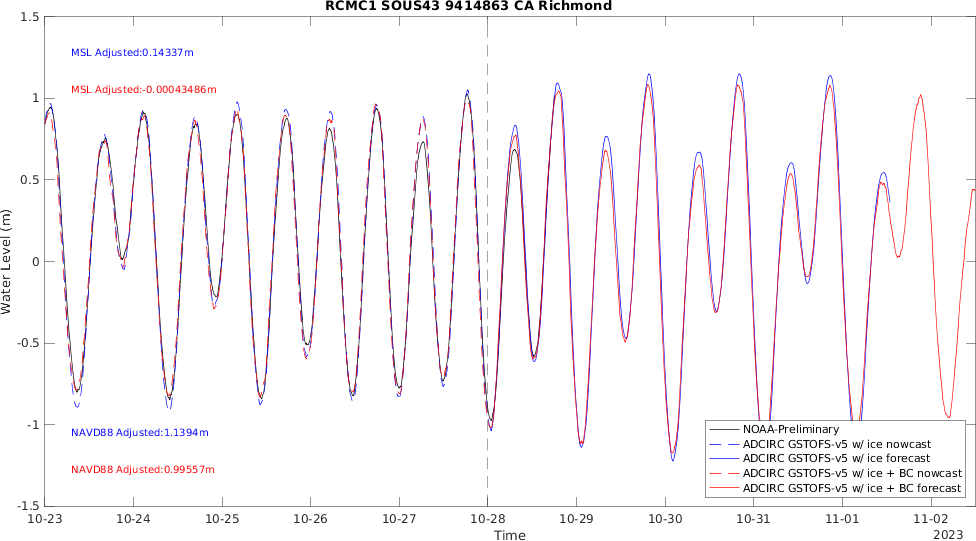 RCMC1 SOUS43 9414863 CA Richmond
1.5
MSL Adjusted:0.14337m
MSL Adjusted:-0.00043486m
1
0.5
0
-0.5
-1
-1.5
Water Level (m)
NAVD88 Adjusted:1.1394m
NAVD88 Adjusted:0.99557m
NOAA-Preliminary
ADCIRC GSTOFS-v5 w/ ice nowcast
ADCIRC GSTOFS-v5 w/ ice forecast
ADCIRC GSTOFS-v5 w/ ice + BC nowcast
ADCIRC GSTOFS-v5 w/ ice + BC forecast
10-23 10-24 10-25 10-26 10-27 10-28 10-29 10-30 10-31 11-01 11-02
Time
2023